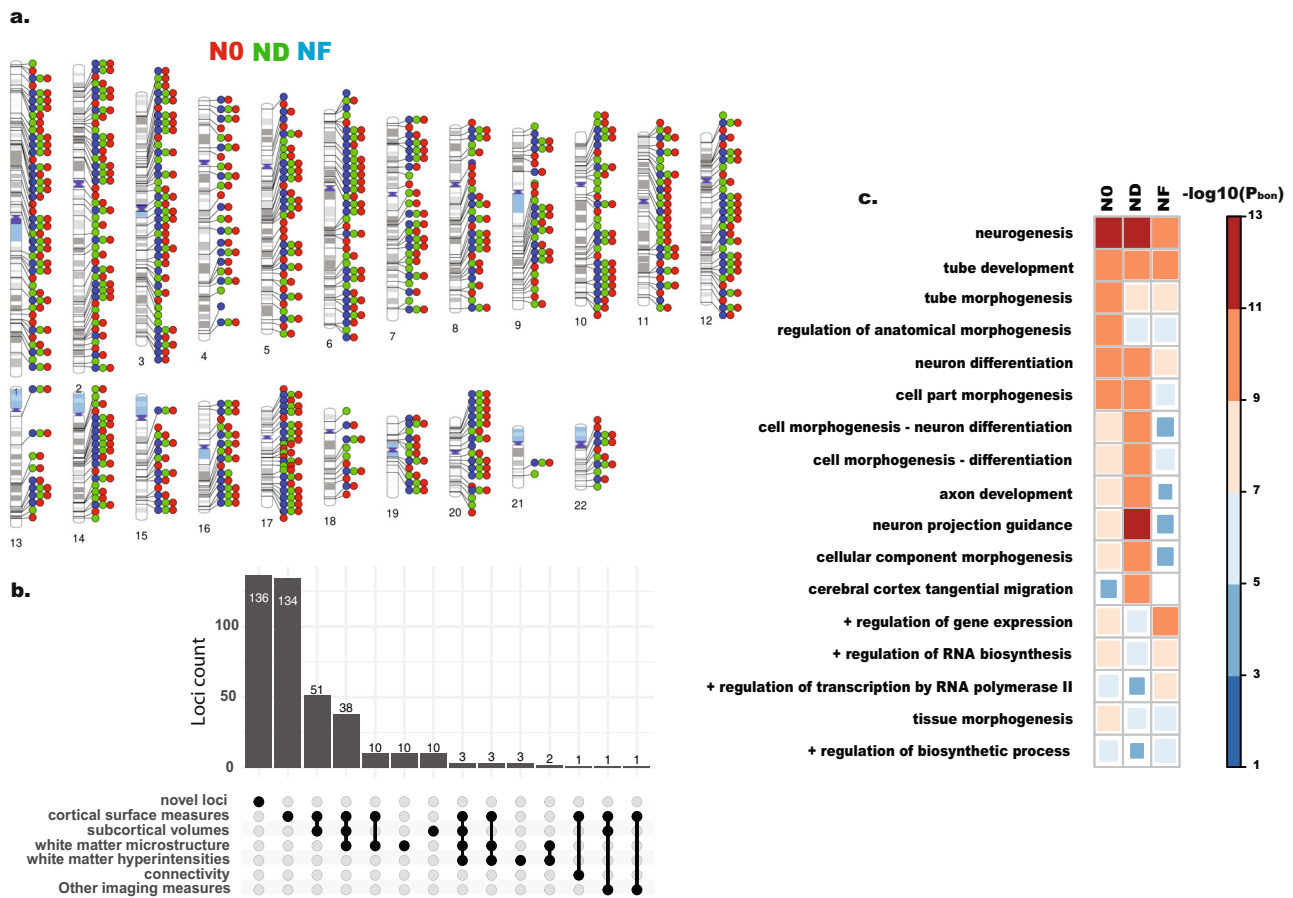 a.
N0 ND NF
1 2 3 4 5 6 7 8 9 10 11 12
13 14 15 16 17 18 19 20 21 22
b.
Loci count
100
50
0
136 134 51 38 10 10 10 3 3 3 2 1 1 1
novel loci
cortical surface measures
subcortical volumes
white matter microstructure
white matter hyperintensities
connectivity
Other imaging measures
c.
N0 ND NF
-log10(Pbon)
neurogenesis
tube development
tube morphogenesis
regulation of anatomical morphogenesis
neuron differentiation
cell part morphogenesis
cell morphogenesis - neuron differentiation
cell morphogenesis - differentiation
axon development
neuron projection guidance
cellular component morphogenesis
cerebral cortex tangential migration
+ regulation of gene expression
+ regulation of RNA biosynthesis
+ regulation of transcription by RNA polymerase II
tissue morphogenesis
+ regulation of biosynthetic process
13
11
9
7
5
3
1